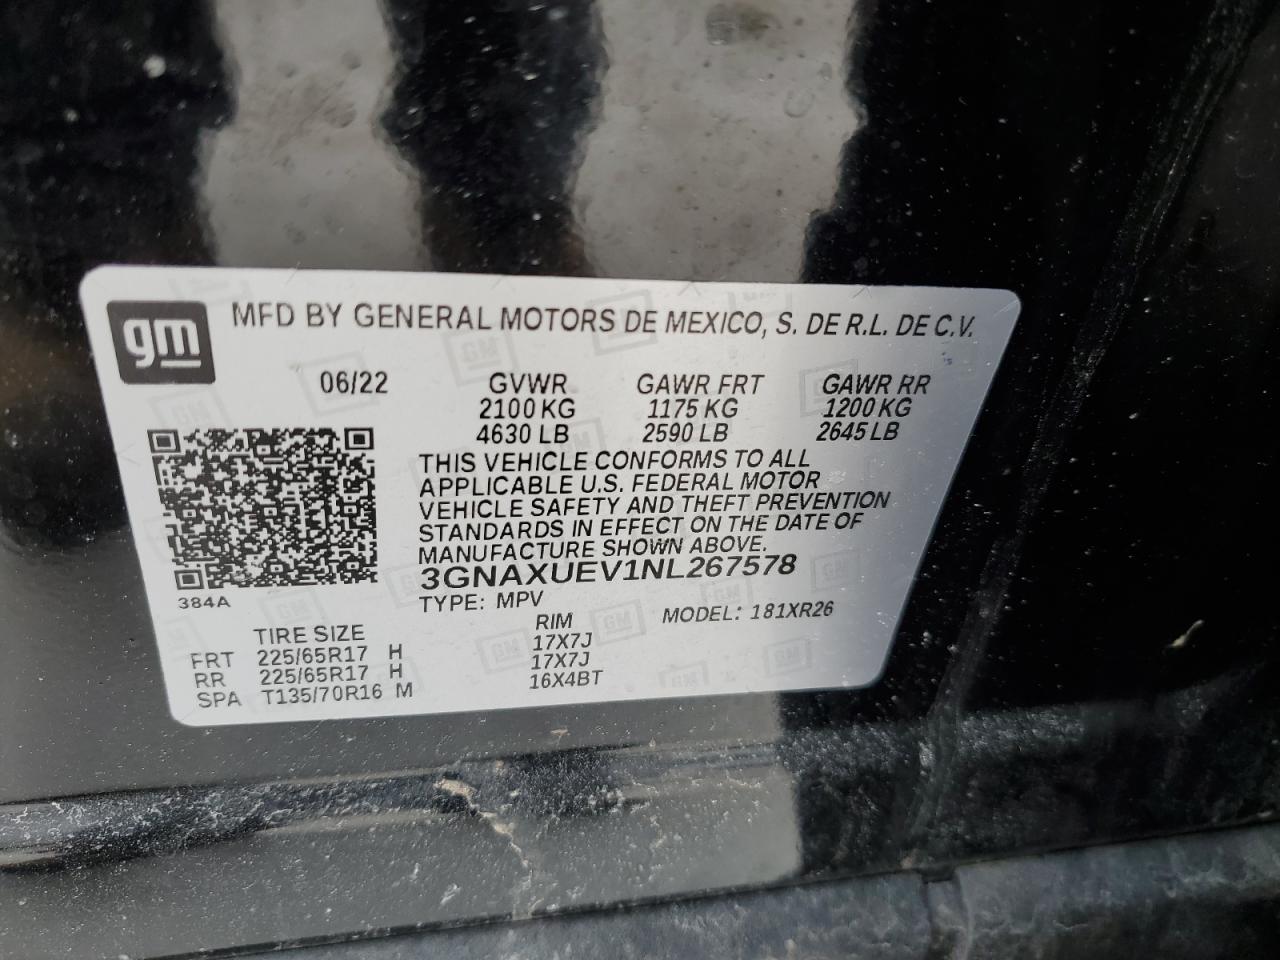 gm
MFD BY GENERAL MOTORS DE MEXICO, S. DE R.L. DE C.V.
06/22
GVWR GAWR FRT GAWR RR
2100 KG 1175 KG 1200 KG
4630 LB 2590 LB 2645 LB
THIS VEHICLE CONFORMS TO ALL
APPLICABLE U.S. FEDERAL MOTOR
VEHICLE SAFETY AND THEFT PREVENTION
STANDARDS IN EFFECT ON THE DATE OF
MANUFACTURE SHOWN ABOVE.
3GNAXUEV1NL267578
384A
TYPE: MPV MODEL: 181XR26
TIRE SIZE RIM
FRT 225/65R17 H 17X7J
RR 225/65R17 H 17X7J
SPA T135/70R16 M 16X4BT